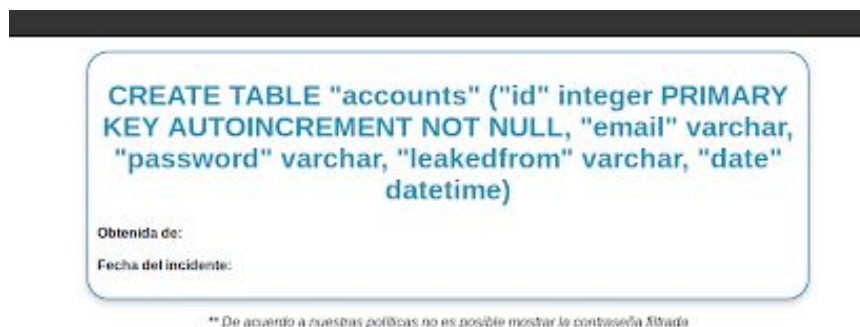 CREATE TABLE "accounts" ("id" integer PRIMARY
KEY AUTOINCREMENT NOT NULL, "email" varchar,
"password" varchar, "leakedfrom" varchar, "date"
datetime)
Obtenida de:
Fecha del incidente:
** De acuerdo a nuestras políticas no es posible mostrar la contraseña filtrada